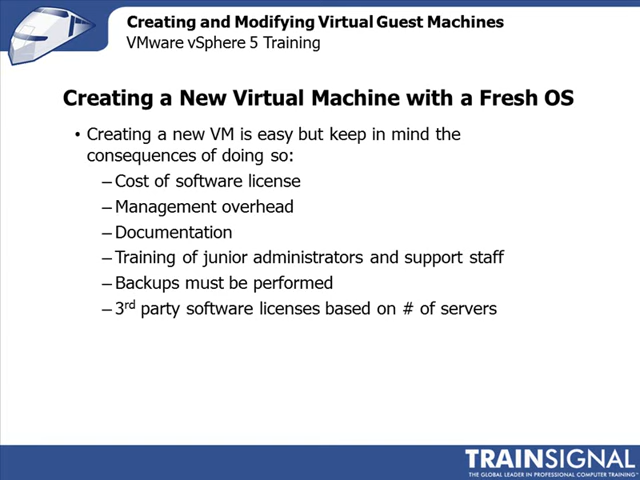 Creating and Modifying Virtual Guest Machines
VMware vSphere 5 Training
Creating a New Virtual Machine with a Fresh OS
• Creating a new VM is easy but keep in mind the
consequences of doing so:
– Cost of software license
– Management overhead
– Documentation
– Training of junior administrators and support staff
– Backups must be performed
– 3rd party software licenses based on # of servers
TRAINSIGNAL
THE GLOBAL LEADER IN PROFESSIONAL COMPUTER TRAINING™